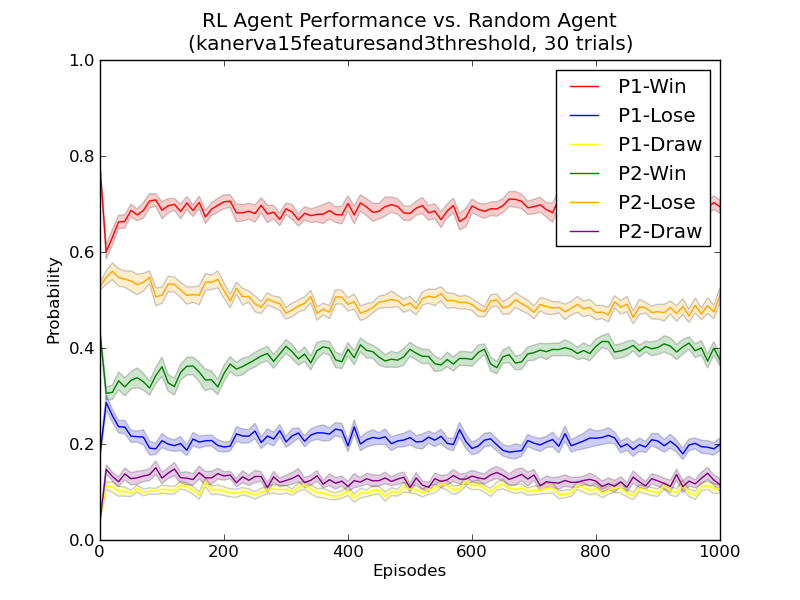 RL Agent Performance vs. Random Agent
(kanerva15featuresand3threshold, 30 trials)
1.0
0.8
0.6
0.4
0.2
0.0
Probability
P1-Win
P1-Lose
P1-Draw
P2-Win
P2-Lose
P2-Draw
0 200 400 600 800 1000
Episodes